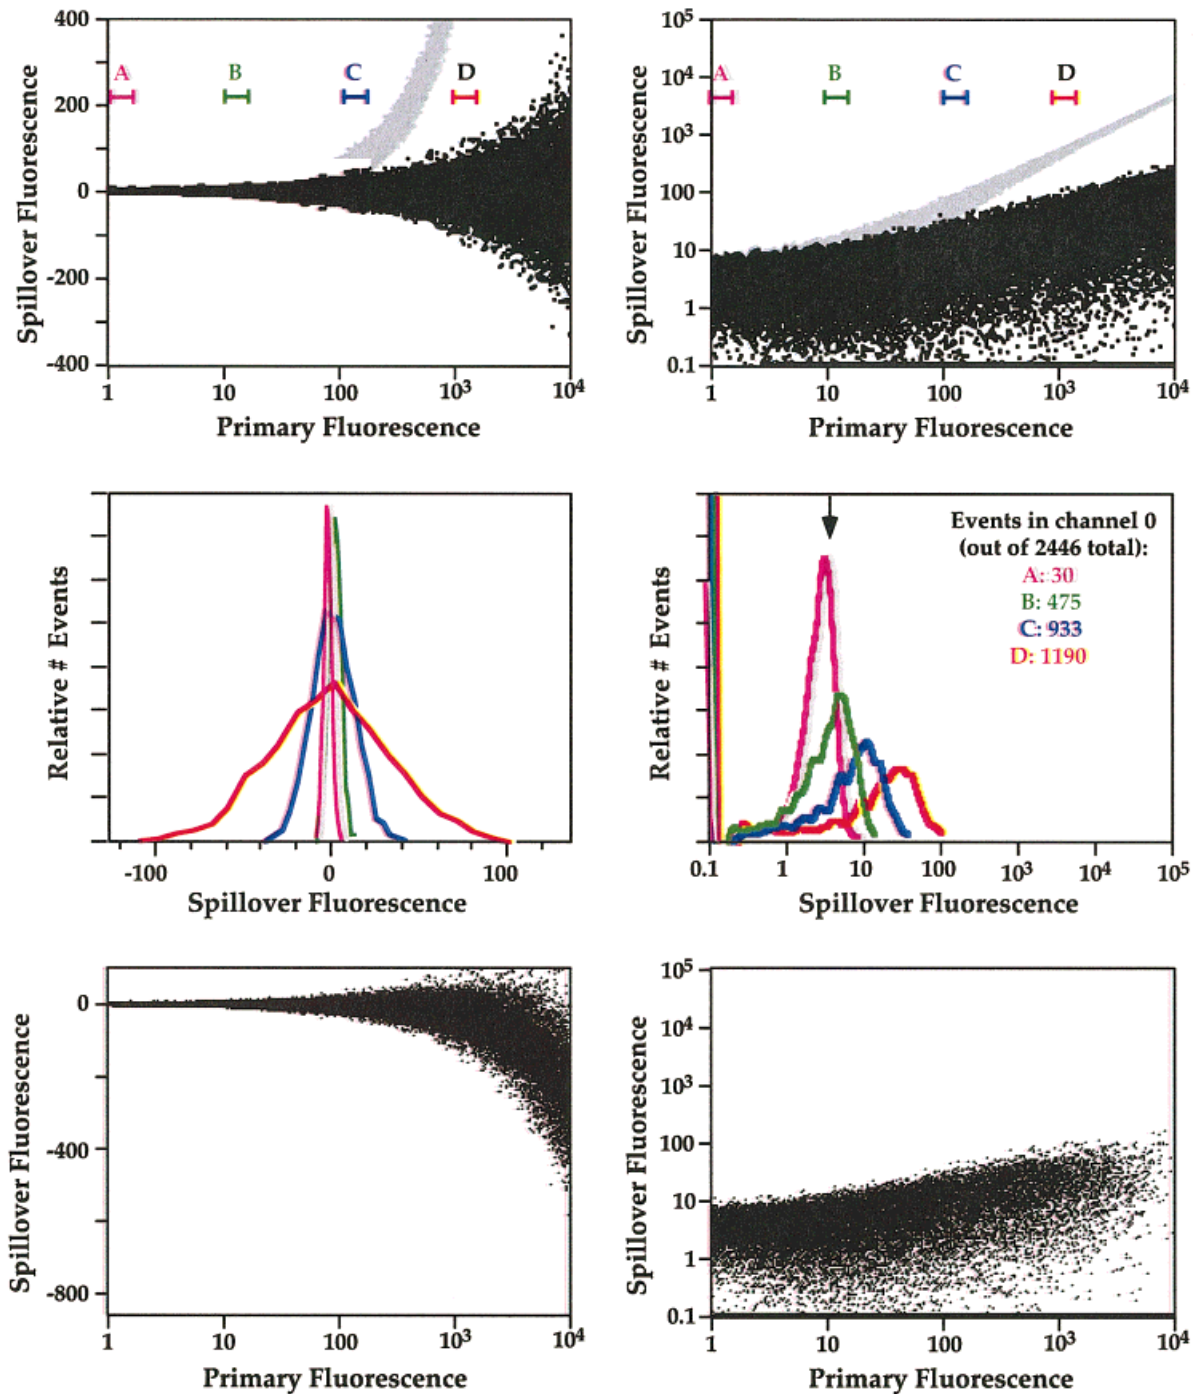 400
200
0
-200
-400
Spillover Fluorescence
A B C D
1 10 100 10³ 10⁴
Primary Fluorescence
10⁵
10⁴
10³
100
10
1
0.1
Spillover Fluorescence
A B C D
1 10 100 10³ 10⁴
Primary Fluorescence
Relative # Events
-100 0 100
Spillover Fluorescence
Relative # Events
Events in channel 0
(out of 2446 total):
A: 30
B: 475
C: 933
D: 1190
0.1 1 10 100 10³ 10⁴ 10⁵
Spillover Fluorescence
0
-400
-800
Spillover Fluorescence
1 10 100 10³ 10⁴
Primary Fluorescence
10⁵
10⁴
10³
100
10
1
0.1
Spillover Fluorescence
1 10 100 10³ 10⁴
Primary Fluorescence